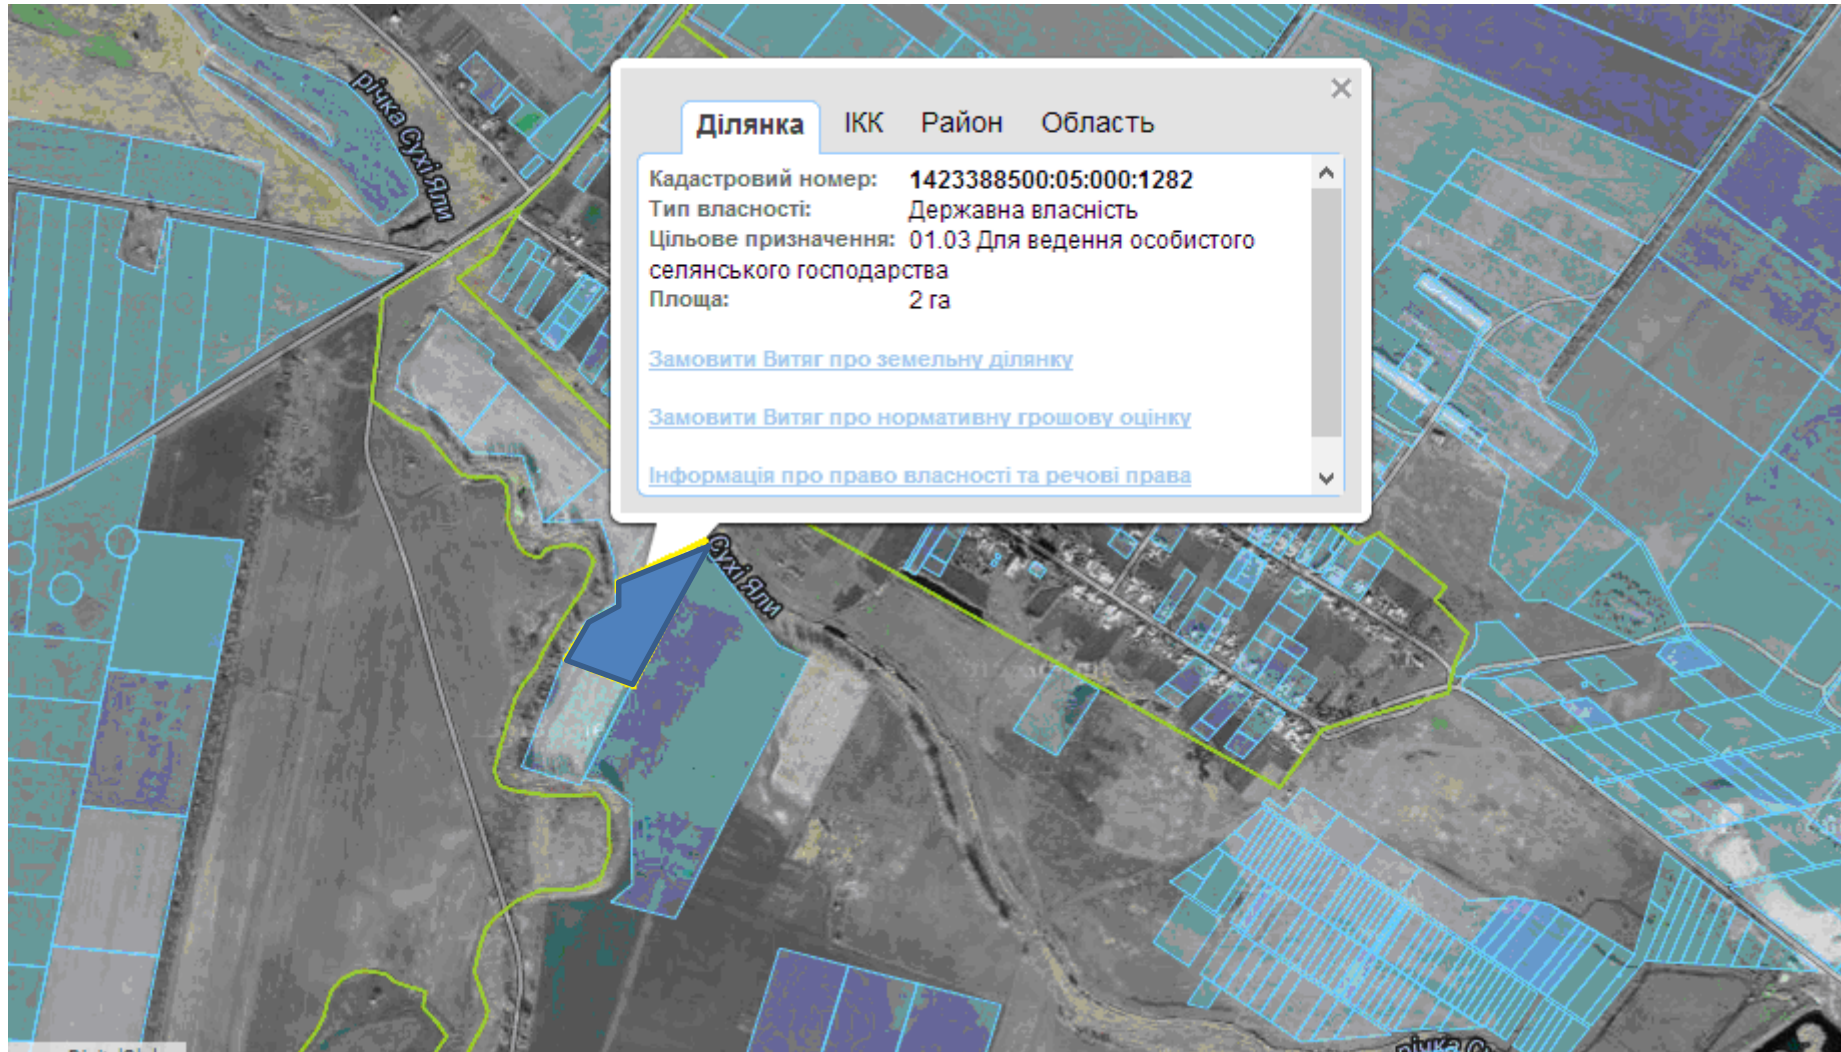 річка Сухі Яли
Ділянка ІКК Район Область
Кадастровий номер: 1423388500:05:000:1282
Тип власності: Державна власність
Цільове призначення: 01.03 Для ведення особистого
селянського господарства
Площа: 2 га
Замовити Витяг про земельну ділянку
Замовити Витяг про нормативну грошову оцінку
Інформація про право власності та речові права
Сухі Яли
річка